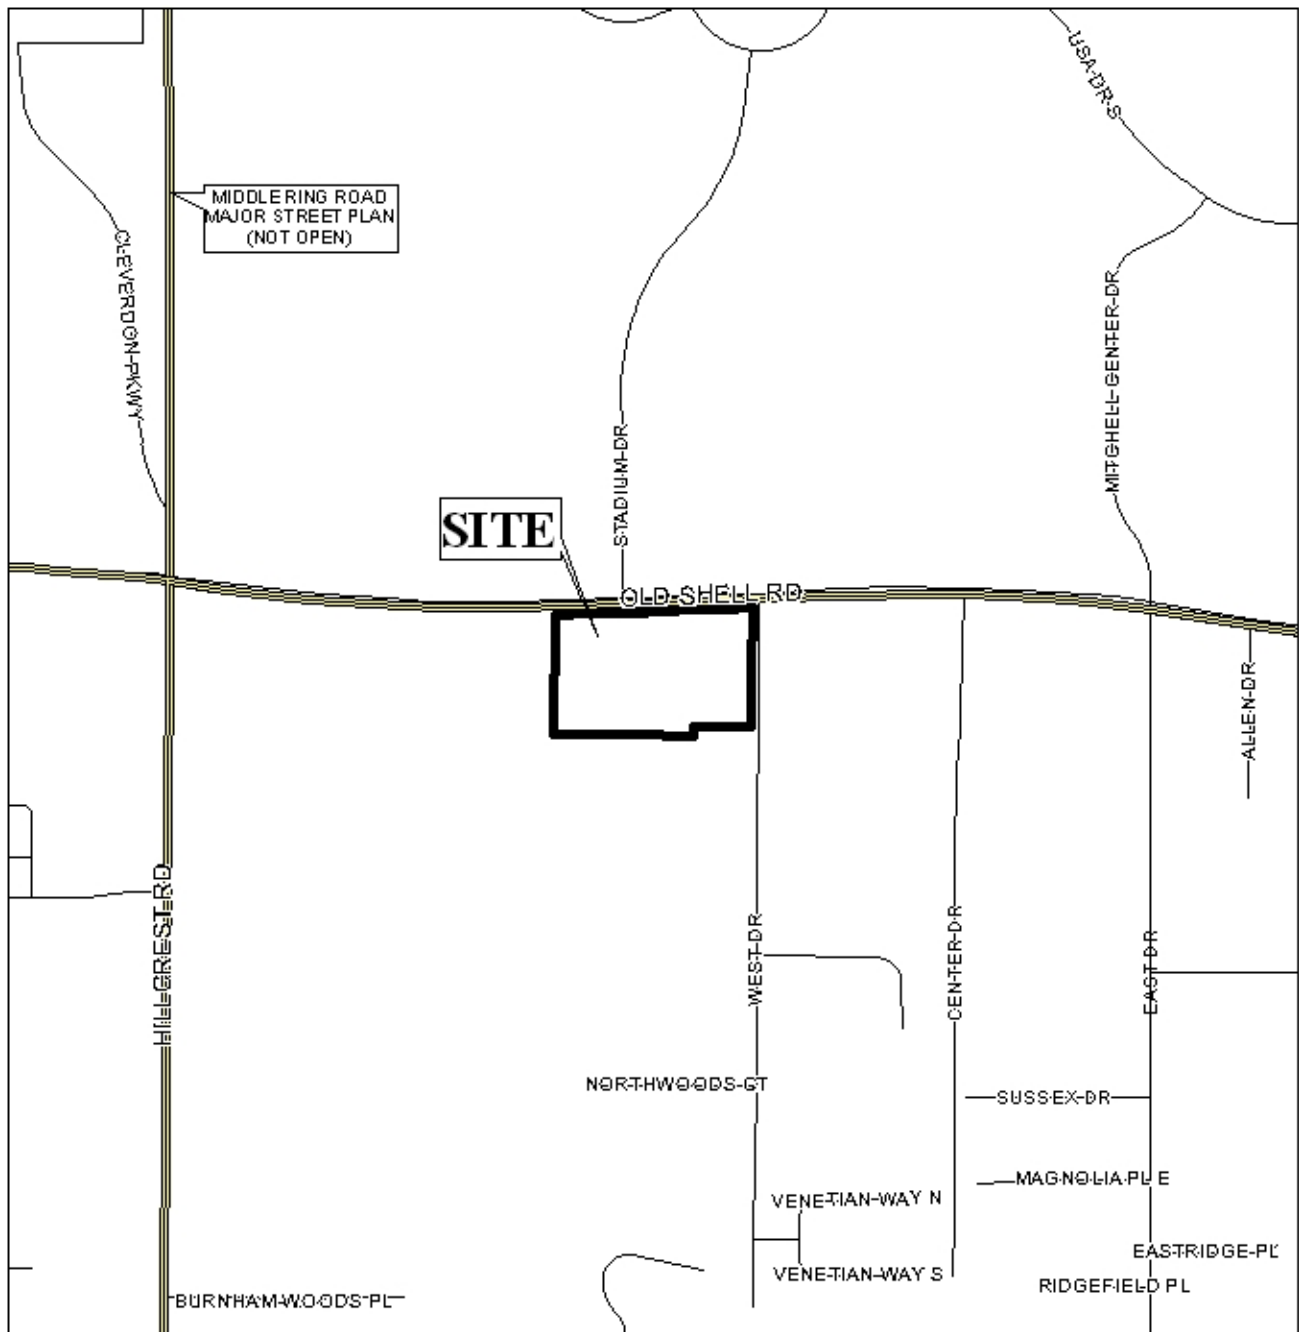 USA DR S
MIDDLE RING ROAD
MAJOR STREET PLAN
(NOT OPEN)
CLEVERDON PKWY
MITCHELL CENTER DR
STADIUM DR
SITE
OLD SHELL RD
ALLEN DR
HILLCREST RD
WEST DR
CENTER DR
EAST DR
NORTHWOODS CT
SUSSEX DR
MAGNOLIA PL E
VENETIAN WAY N
EASTRIDGE PL
VENETIAN WAY S
RIDGEFIELD PL
BURNHAM WOODS PL